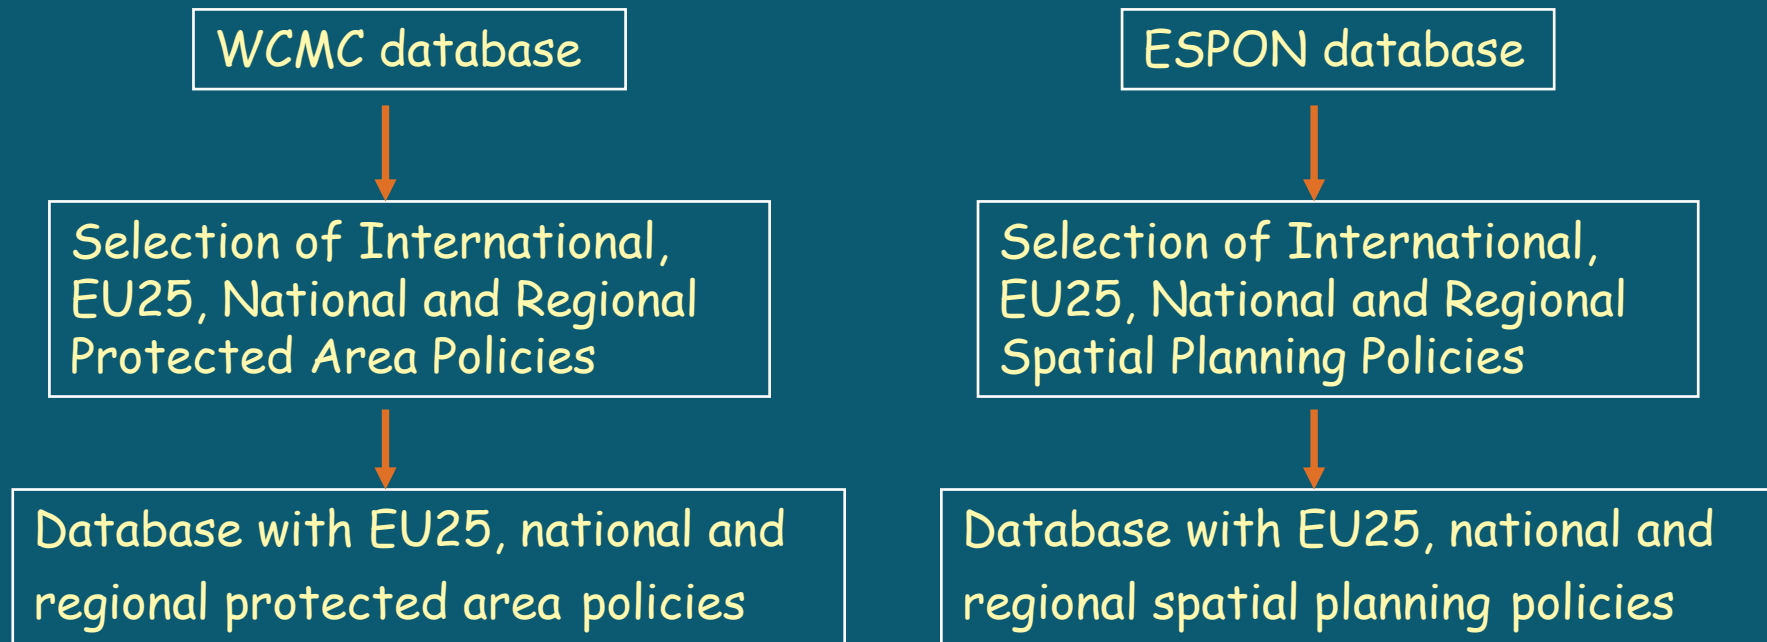 WCMC database
Selection of International,
EU25, National and Regional
Protected Area Policies
Database with EU25, national and
regional protected area policies
ESPON database
Selection of International,
EU25, National and Regional
Spatial Planning Policies
Database with EU25, national and
regional spatial planning policies